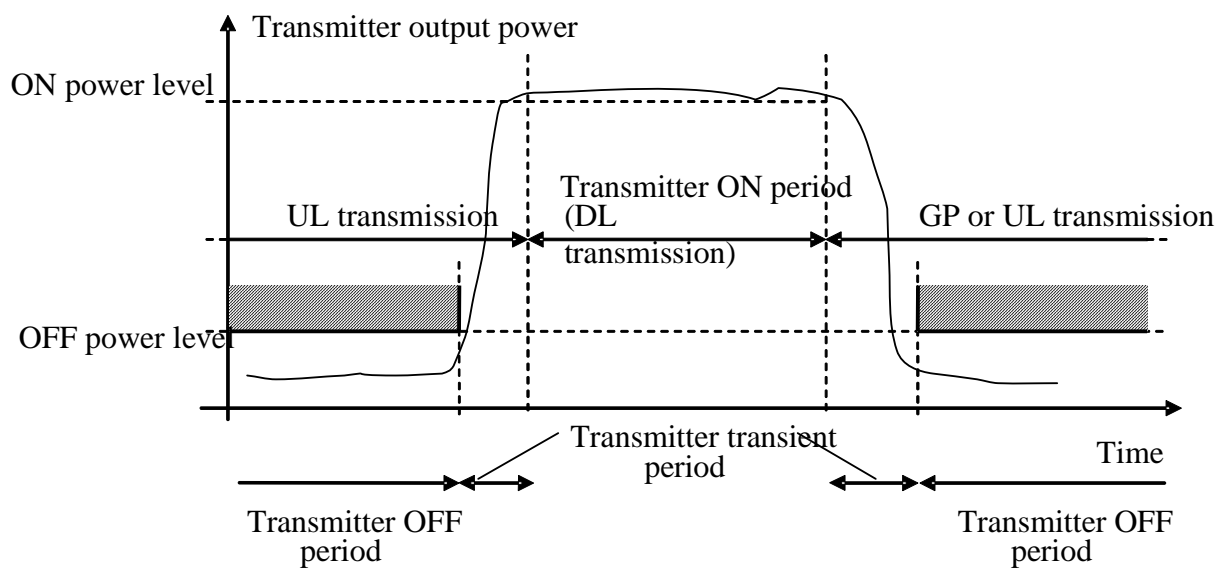 Transmitter output power
ON power level
UL transmission
Transmitter ON period
(DL
transmission)
GP or UL transmission
OFF power level
Transmitter transient
period
Time
Transmitter OFF
period
Transmitter OFF
period